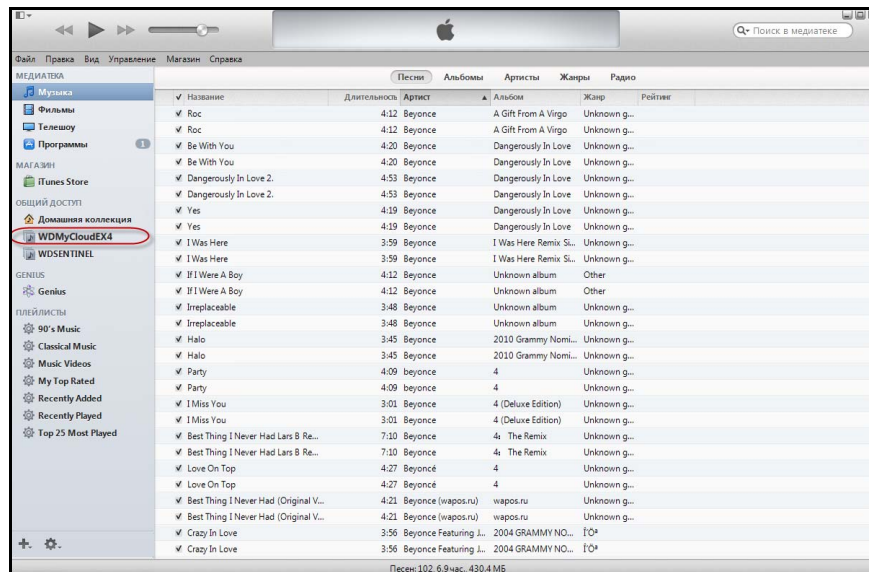 Поиск в медиатеке
Файл Правка Вид Управление Магазин Справка
МЕДИАТЕКА
Музыка
Фильмы
Телешоу
Программы 1
МАГАЗИН
iTunes Store
ОБЩИЙ ДОСТУП
Домашняя коллекция
WDMyCloudEX4
WDSENTINEL
GENIUS
Genius
ПЛЕЙЛИСТЫ
90's Music
Classical Music
Music Videos
My Top Rated
Recently Added
Recently Played
Top 25 Most Played
Песни Альбомы Артисты Жанры Радио
Название Длительность Артист Альбом Жанр Рейтинг
Roc 4:12 Beyonce A Gift From A Virgo Unknown g...
Roc 4:12 Beyonce A Gift From A Virgo Unknown g...
Be With You 4:20 Beyonce Dangerously In Love Unknown g...
Be With You 4:20 Beyonce Dangerously In Love Unknown g...
Dangerously In Love 2. 4:53 Beyonce Dangerously In Love Unknown g...
Dangerously In Love 2. 4:53 Beyonce Dangerously In Love Unknown g...
Yes 4:19 Beyonce Dangerously In Love Unknown g...
Yes 4:19 Beyonce Dangerously In Love Unknown g...
I Was Here 3:59 Beyonce I Was Here Remix Si... Unknown g...
I Was Here 3:59 Beyonce I Was Here Remix Si... Unknown g...
If I Were A Boy 4:12 Beyonce Unknown album Other
If I Were A Boy 4:12 Beyonce Unknown album Other
Irreplaceable 3:48 Beyonce Unknown album Unknown g...
Irreplaceable 3:48 Beyonce Unknown album Unknown g...
Halo 3:45 Beyonce 2010 Grammy Nomi... Unknown g...
Halo 3:45 Beyonce 2010 Grammy Nomi... Unknown g...
Party 4:09 beyonce 4 Unknown g...
Party 4:09 beyonce 4 Unknown g...
I Miss You 3:01 Beyonce 4 (Deluxe Edition) Unknown g...
I Miss You 3:01 Beyonce 4 (Deluxe Edition) Unknown g...
Best Thing I Never Had Lars B Re... 7:10 Beyonce 4: The Remix Unknown g...
Best Thing I Never Had Lars B Re... 7:10 Beyonce 4: The Remix Unknown g...
Love On Top 4:27 Beyoncé 4 Unknown g...
Love On Top 4:27 Beyoncé 4 Unknown g...
Best Thing I Never Had (Original V... 4:21 Beyonce (wapos.ru) wapos.ru Unknown g...
Best Thing I Never Had (Original V... 4:21 Beyonce (wapos.ru) wapos.ru Unknown g...
Crazy In Love 3:56 Beyonce Featuring J... 2004 GRAMMY NO...
Crazy In Love 3:56 Beyonce Featuring J... 2004 GRAMMY NO...
Песен: 102, 6,9 час., 430,4 МБ